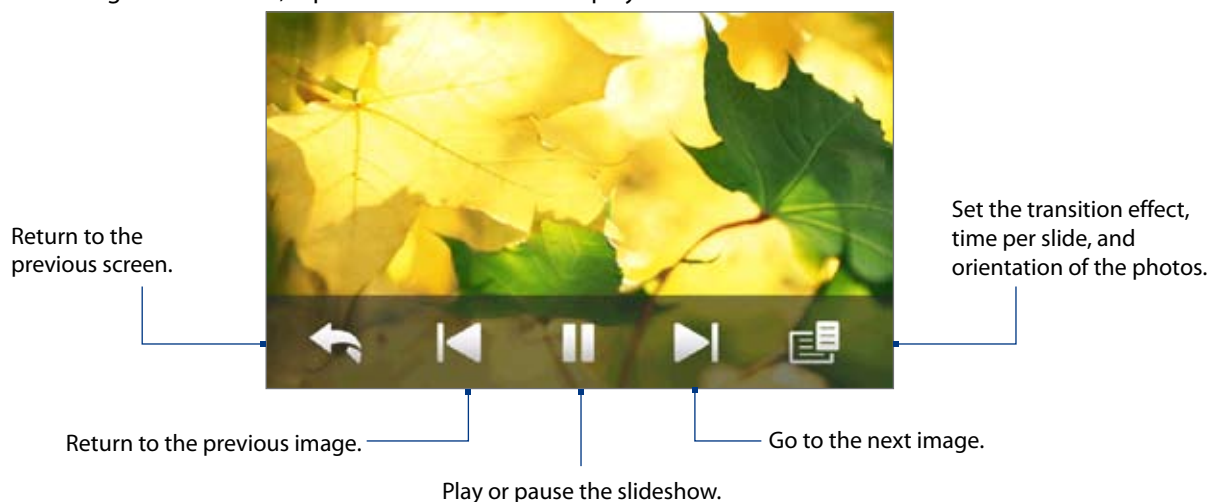 Return to the
previous screen.
Set the transition effect,
time per slide, and
orientation of the photos.
Return to the previous image.
Go to the next image.
Play or pause the slideshow.